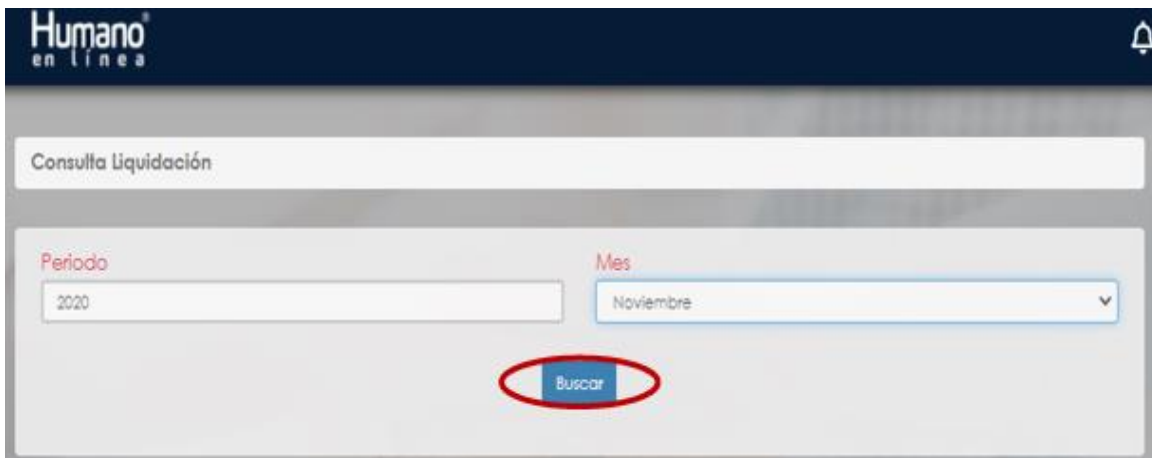 Humano®
en línea
Consulta Liquidación
Periodo
Mes
2020
Noviembre
Buscar